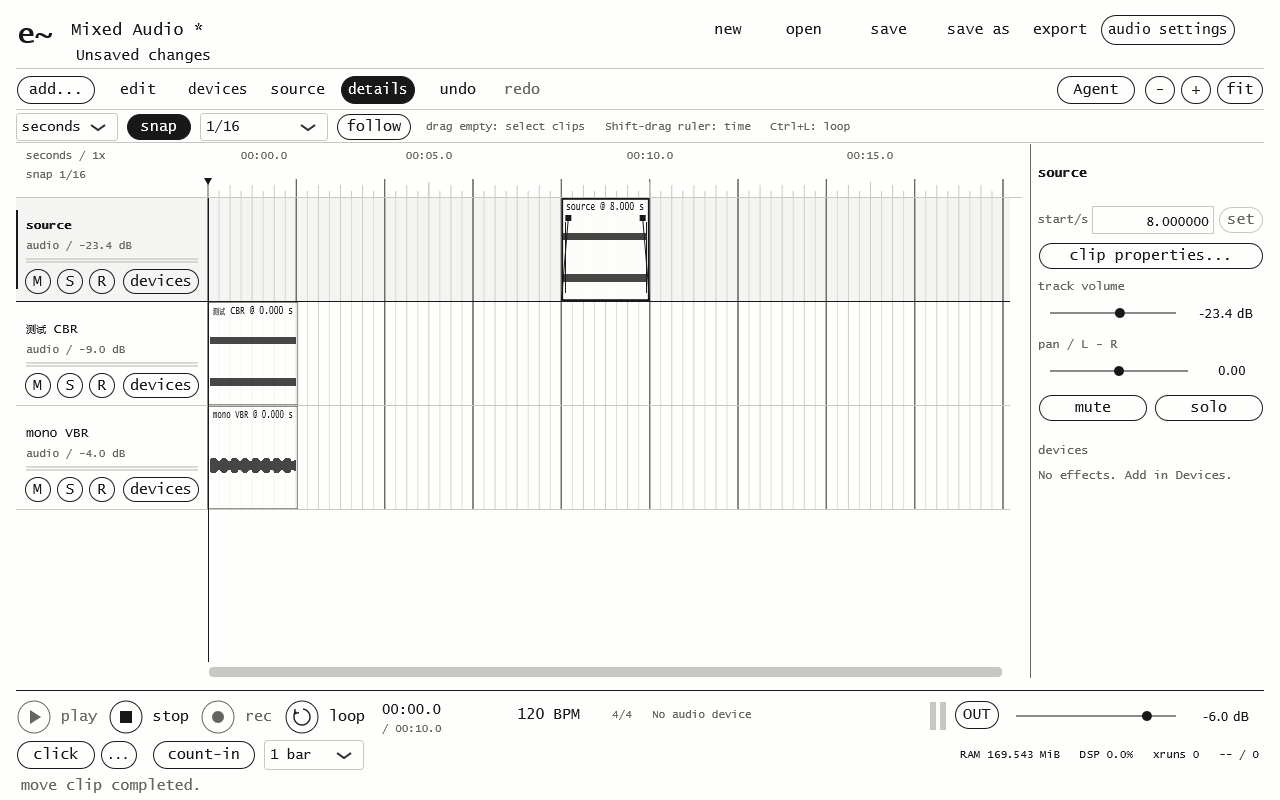 e~ Mixed Audio * new open save save as export audio settings
Unsaved changes
add... edit devices source details undo redo Agent - + fit
seconds snap 1/16 follow drag empty: select clips Shift-drag ruler: time Ctrl+L: loop
seconds / 1x 00:00.0 00:05.0 00:10.0 00:15.0
snap 1/16
source
audio / -23.4 dB
M S R devices
source @ 8.000 s
测试 CBR
audio / -9.0 dB
M S R devices
测试 CBR @ 0.000 s
mono VBR
audio / -4.0 dB
M S R devices
mono VBR @ 0.000 s
source
start/s 8.000000 set
clip properties...
track volume
-23.4 dB
pan / L - R
0.00
mute solo
devices
No effects. Add in Devices.
play stop rec loop 00:00.0 120 BPM 4/4 No audio device OUT -6.0 dB
/ 00:10.0
click ... count-in 1 bar RAM 169.543 MiB DSP 0.0% xruns 0 -- / 0
move clip completed.